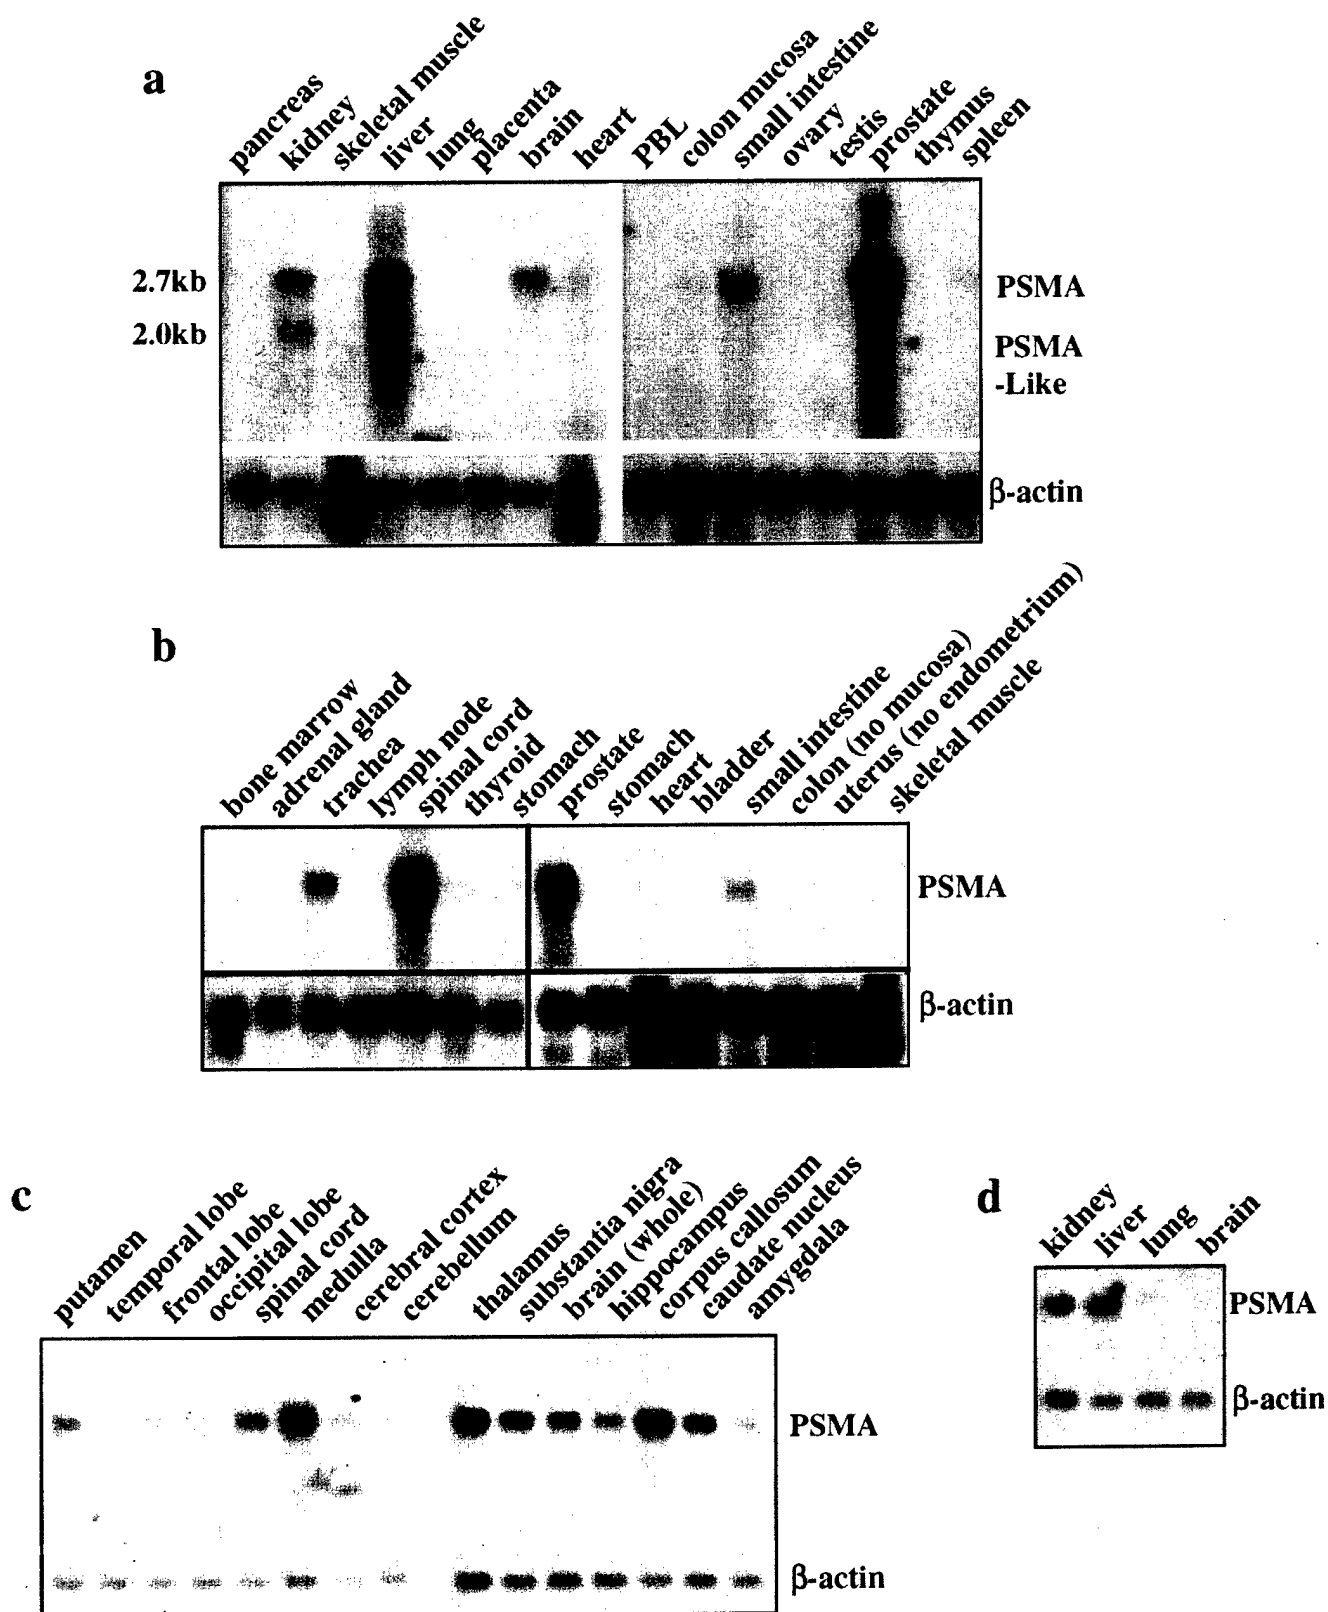 a
pancreas
kidney
skeletal muscle
liver
lung
placenta
brain
heart
PBL
colon mucosa
small intestine
ovary
testis
prostate
thymus
spleen
2.7kb
2.0kb
PSMA
PSMA
-Like
β-actin
b
bone marrow
adrenal gland
trachea
lymph node
spinal cord
thyroid
stomach
prostate
stomach
heart
bladder
small intestine
colon (no mucosa)
uterus (no endometrium)
skeletal muscle
PSMA
β-actin
c
putamen
temporal lobe
frontal lobe
occipital lobe
spinal cord
medulla
cerebral cortex
cerebellum
thalamus
substantia nigra
brain (whole)
hippocampus
corpus callosum
caudate nucleus
amygdala
PSMA
β-actin
d
kidney
liver
lung
brain
PSMA
β-actin